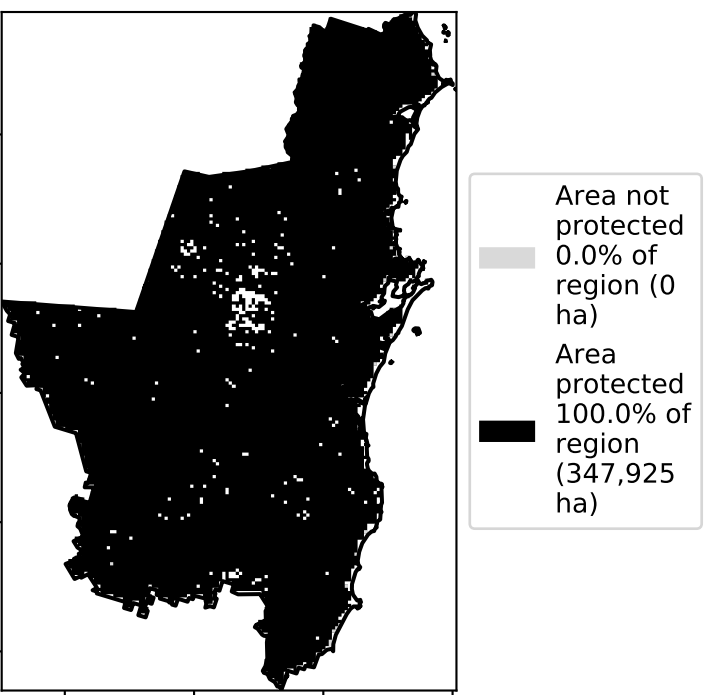 Area not
protected
0.0% of
region (0
ha)
Area
protected
100.0% of
region
(347,925
ha)